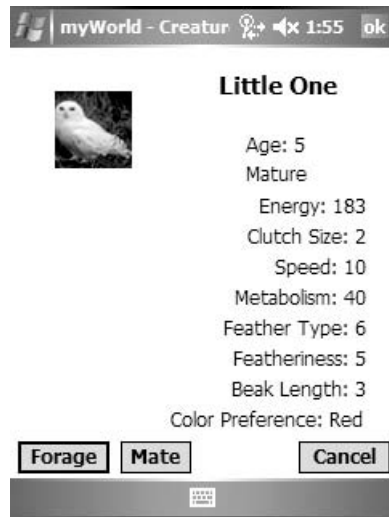 myWorld - Creatur 1:55 ok
Little One
Age: 5
Mature
Energy: 183
Clutch Size: 2
Speed: 10
Metabolism: 40
Feather Type: 6
Featheriness: 5
Beak Length: 3
Color Preference: Red
Forage Mate Cancel